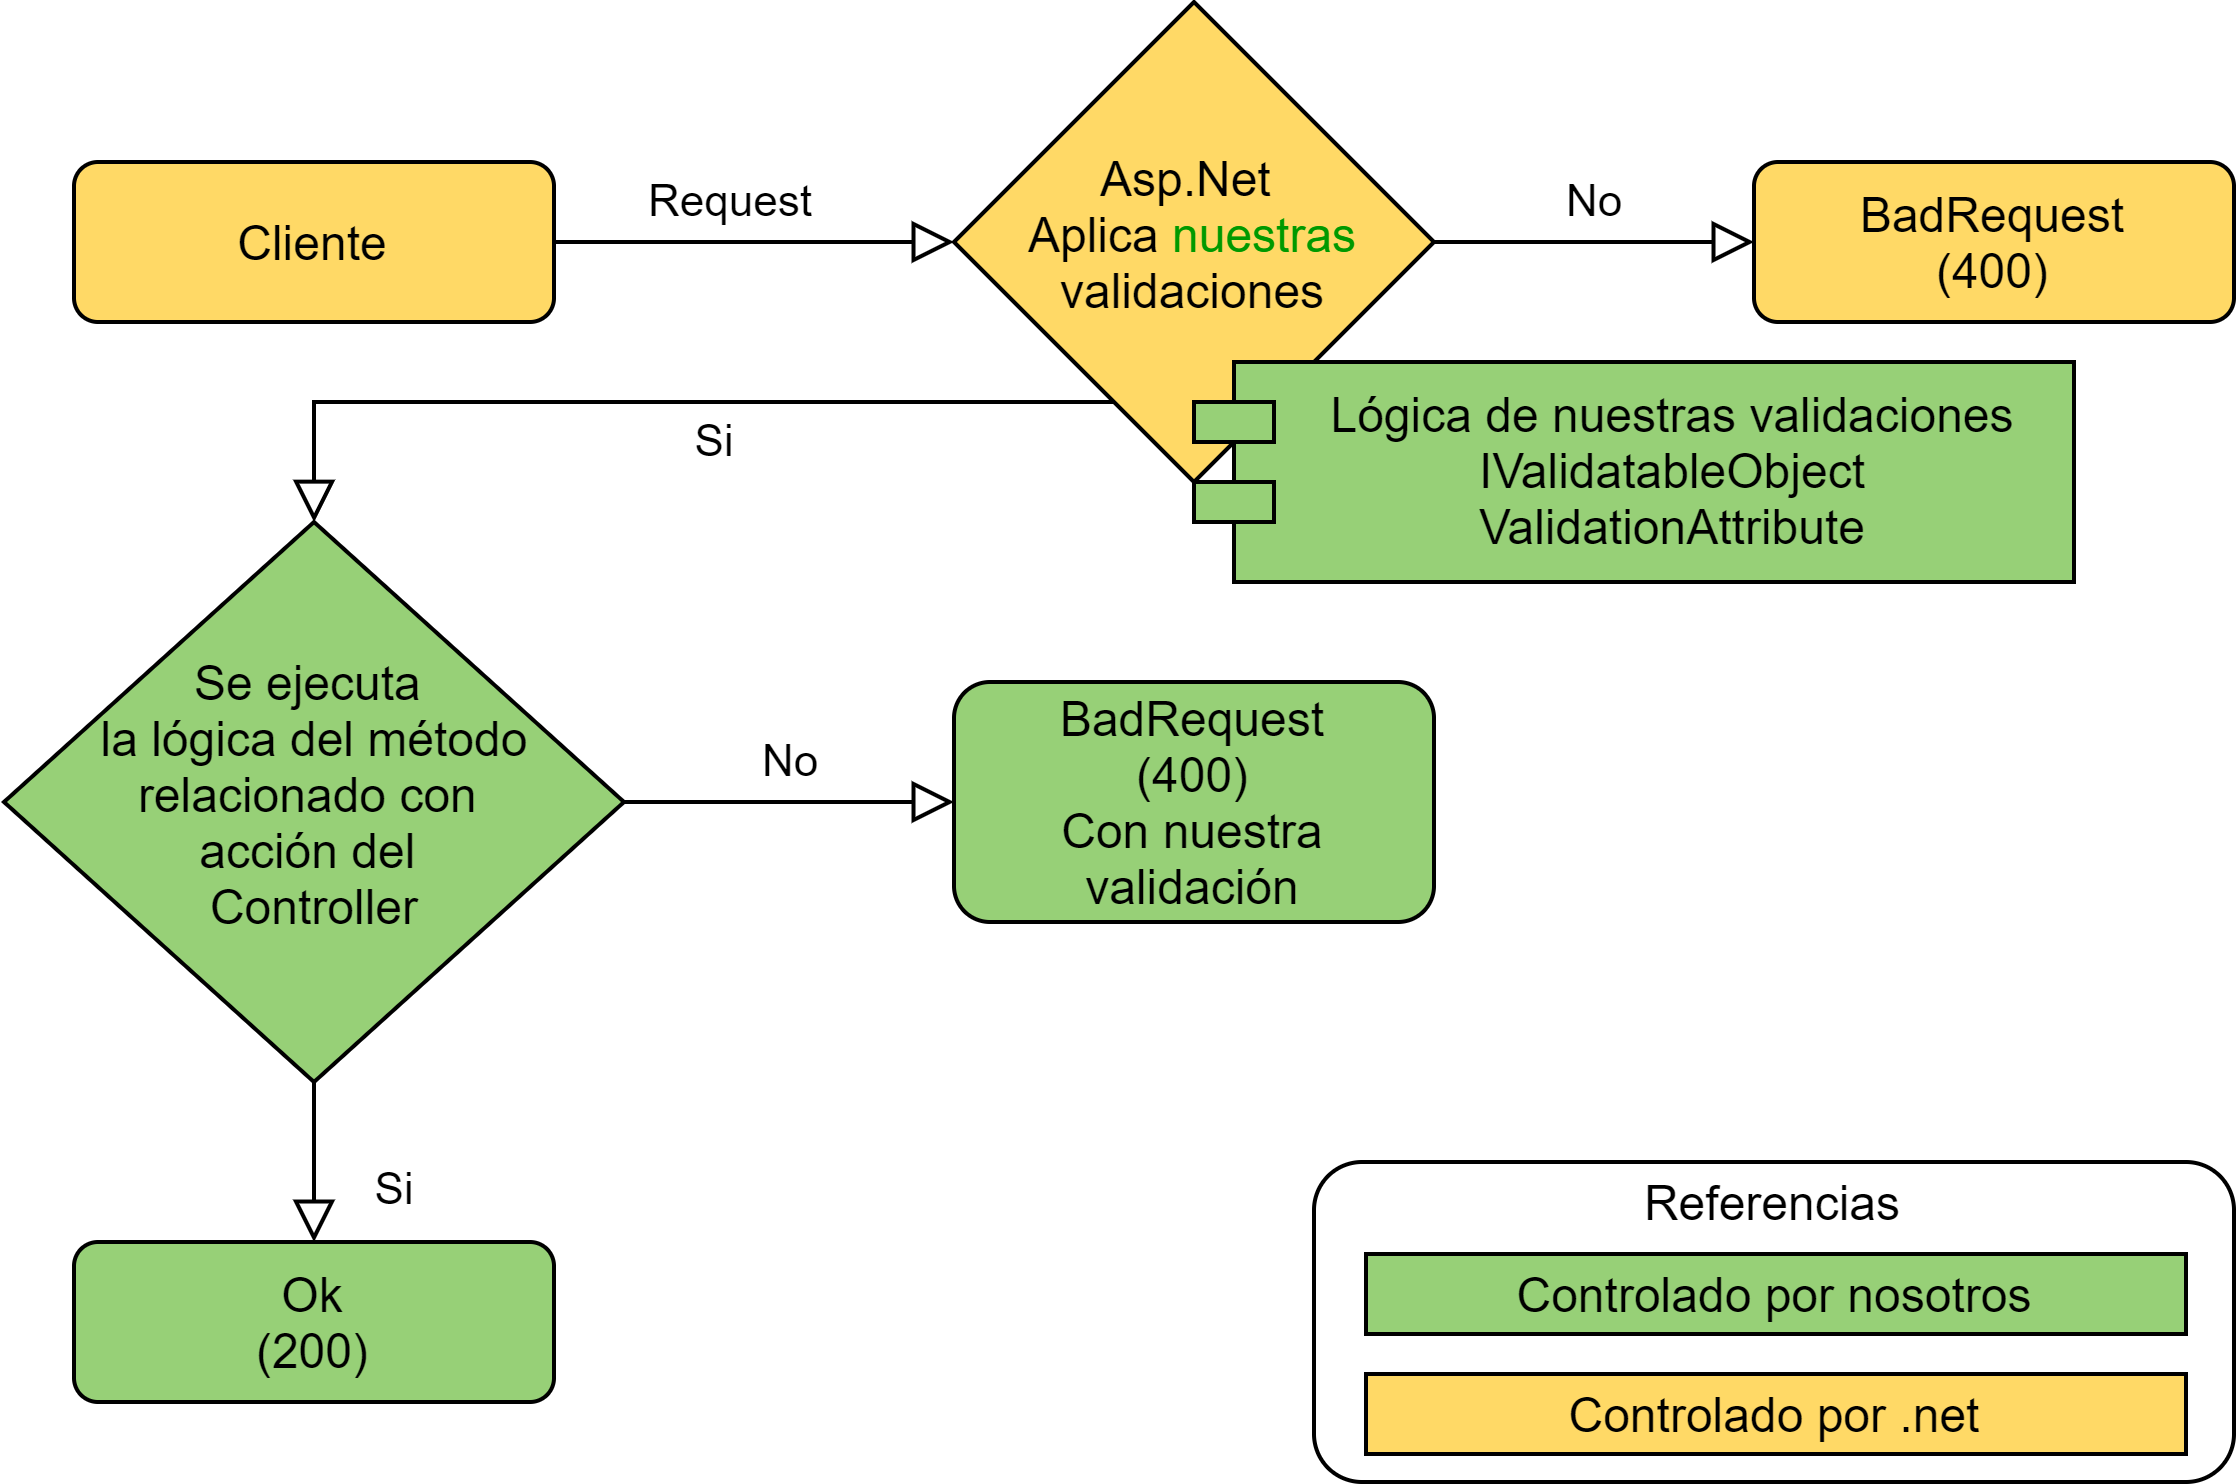 Cliente
Request
Asp.Net
Aplica nuestras
validaciones
No
BadRequest
(400)
Lógica de nuestras validaciones
IValidatableObject
ValidationAttribute
Si
Se ejecuta
la lógica del método
relacionado con
acción del
Controller
No
BadRequest
(400)
Con nuestra
validación
Si
Ok
(200)
Referencias
Controlado por nosotros
Controlado por .net